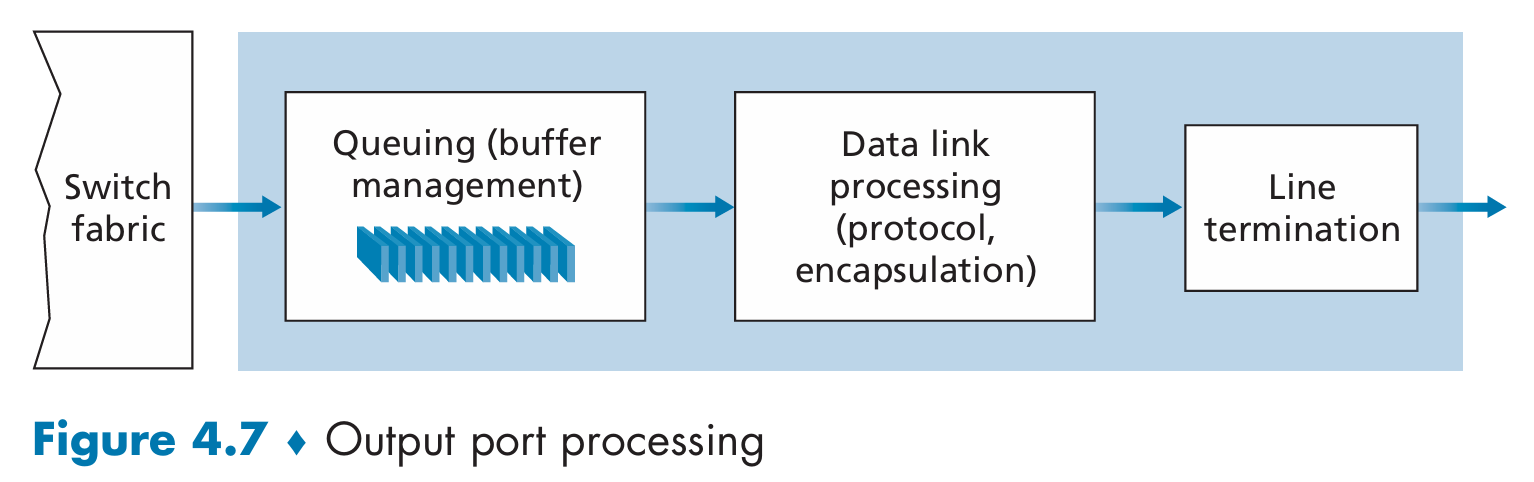 Switch
fabric
Queuing (buffer
management)
Data link
processing
(protocol,
encapsulation)
Line
termination
Figure 4.7 ♦ Output port processing